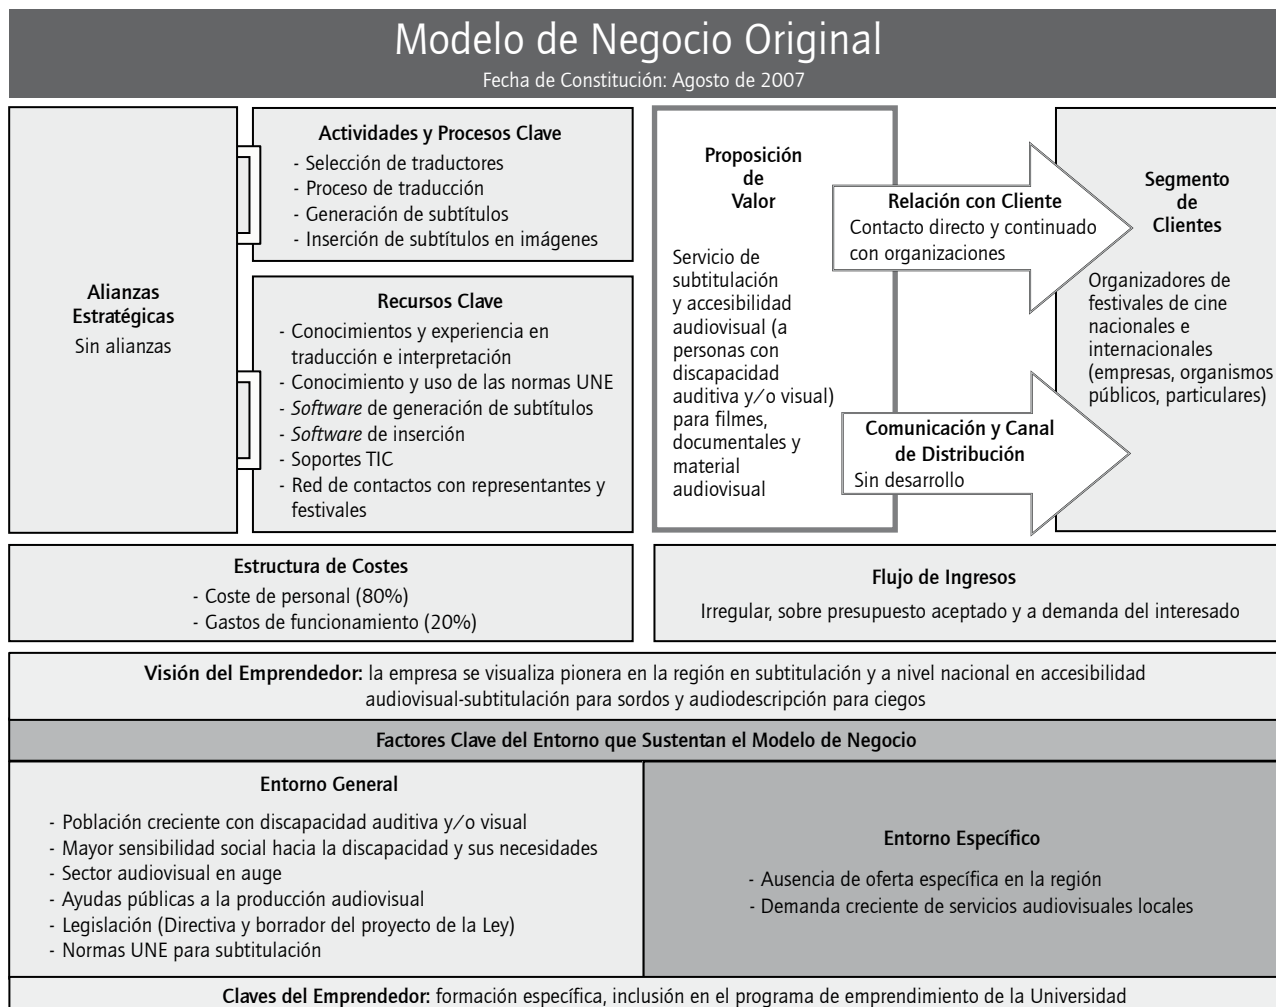 Modelo de Negocio Original
Fecha de Constitución: Agosto de 2007
Alianzas
Estratégicas
Sin alianzas
Actividades y Procesos Clave
- Selección de traductores
- Proceso de traducción
- Generación de subtítulos
- Inserción de subtítulos en imágenes
Recursos Clave
- Conocimientos y experiencia en
traducción e interpretación
- Conocimiento y uso de las normas UNE
- Software de generación de subtítulos
- Software de inserción
- Soportes TIC
- Red de contactos con representantes y
festivales
Proposición
de
Valor
Servicio de
subtitulación
y accesibilidad
audiovisual (a
personas con
discapacidad
auditiva y/o visual)
para filmes,
documentales y
material
audiovisual
Relación con Cliente
Contacto directo y continuado
con organizaciones
Comunicación y Canal
de Distribución
Sin desarrollo
Segmento
de
Clientes
Organizadores de
festivales de cine
nacionales e
internacionales
(empresas, organismos
públicos, particulares)
Estructura de Costes
- Coste de personal (80%)
- Gastos de funcionamiento (20%)
Flujo de Ingresos
Irregular, sobre presupuesto aceptado y a demanda del interesado
Visión del Emprendedor: la empresa se visualiza pionera en la región en subtitulación y a nivel nacional en accesibilidad
audiovisual-subtitulación para sordos y audiodescripción para ciegos
Factores Clave del Entorno que Sustentan el Modelo de Negocio
Entorno General
- Población creciente con discapacidad auditiva y/o visual
- Mayor sensibilidad social hacia la discapacidad y sus necesidades
- Sector audiovisual en auge
- Ayudas públicas a la producción audiovisual
- Legislación (Directiva y borrador del proyecto de la Ley)
- Normas UNE para subtitulación
Entorno Específico
- Ausencia de oferta específica en la región
- Demanda creciente de servicios audiovisuales locales
Claves del Emprendedor: formación específica, inclusión en el programa de emprendimiento de la Universidad